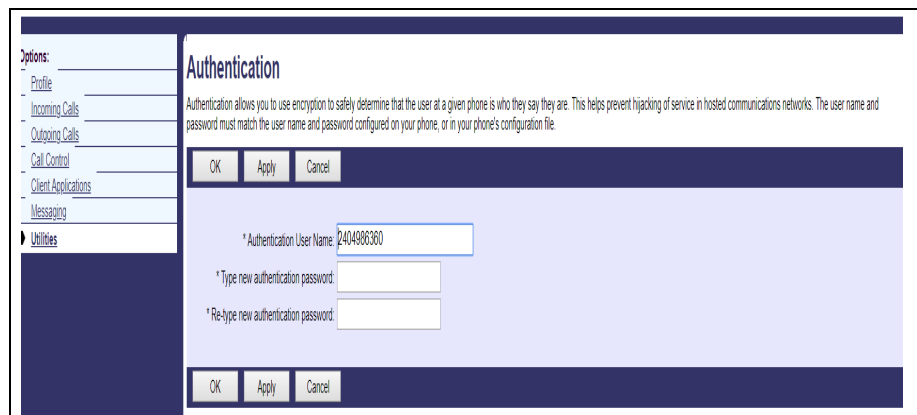 Options:
Profile
Incoming Calls
Outgoing Calls
Call Control
Client Applications
Messaging
Utilities
Authentication
Authentication allows you to use encryption to safely determine that the user at a given phone is who they say they are. This helps prevent hijacking of service in hosted communications networks. The user name and
password must match the user name and password configured on your phone, or in your phone's configuration file.
OK Apply Cancel
* Authentication User Name: 2404986360
* Type new authentication password:
* Re-type new authentication password:
OK Apply Cancel